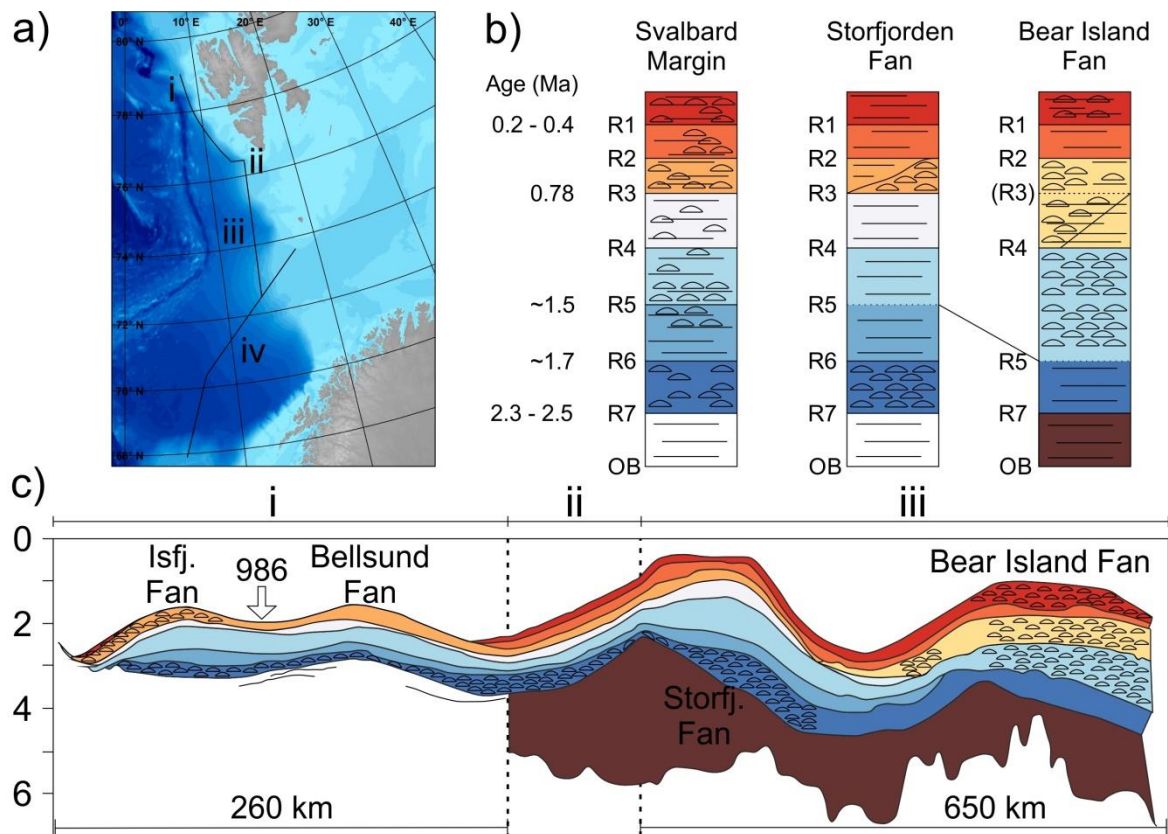 a)
0° 10° E 20° E 30° E 40° E
80° N
78° N
76° N
74° N
72° N
70° N
68° N
i
ii
iii
iv
b)
Svalbard
Margin
Storfjorden
Fan
Bear Island
Fan
Age (Ma)
0.2 - 0.4 R1 R1 R1
R2 R2 R2
0.78 R3 R3 (R3)
R4 R4 R4
~1.5 R5 R5
~1.7 R6 R6 R5
2.3 - 2.5 R7 R7 R7
OB OB OB
c)
i ii iii
0
2
4
6
Isfj.
Fan
986
Bellsund
Fan
Storfj.
Fan
Bear Island Fan
260 km
650 km